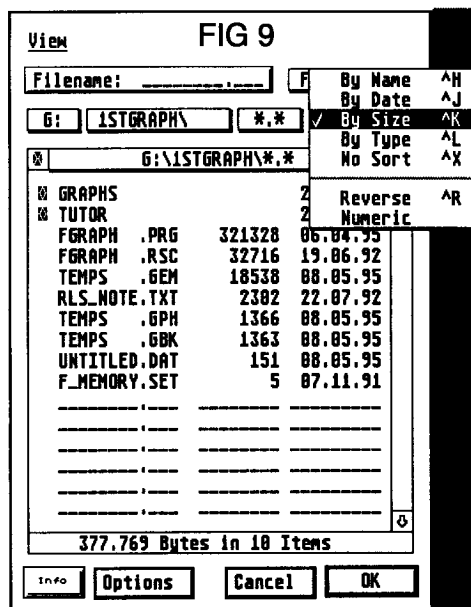 View FIG 9
Filename: ________.___ F
By Name ^H
By Date ^J
✓ By Size ^K
By Type ^L
No Sort ^X
Reverse ^R
Numeric
G: 1STGRAPH\ *.*
G:\1STGRAPH\*.*
GRAPHS 2
TUTOR 2
FGRAPH .PRG 321328 06.04.95
FGRAPH .RSC 32716 19.06.92
TEMPS .GEM 18538 08.05.95
RLS_NOTE.TXT 2302 22.07.92
TEMPS .GPH 1366 08.05.95
TEMPS .GBK 1363 08.05.95
UNTITLED.DAT 151 08.05.95
F_MEMORY.SET 5 07.11.91
377.769 Bytes in 10 Items
Info Options Cancel OK